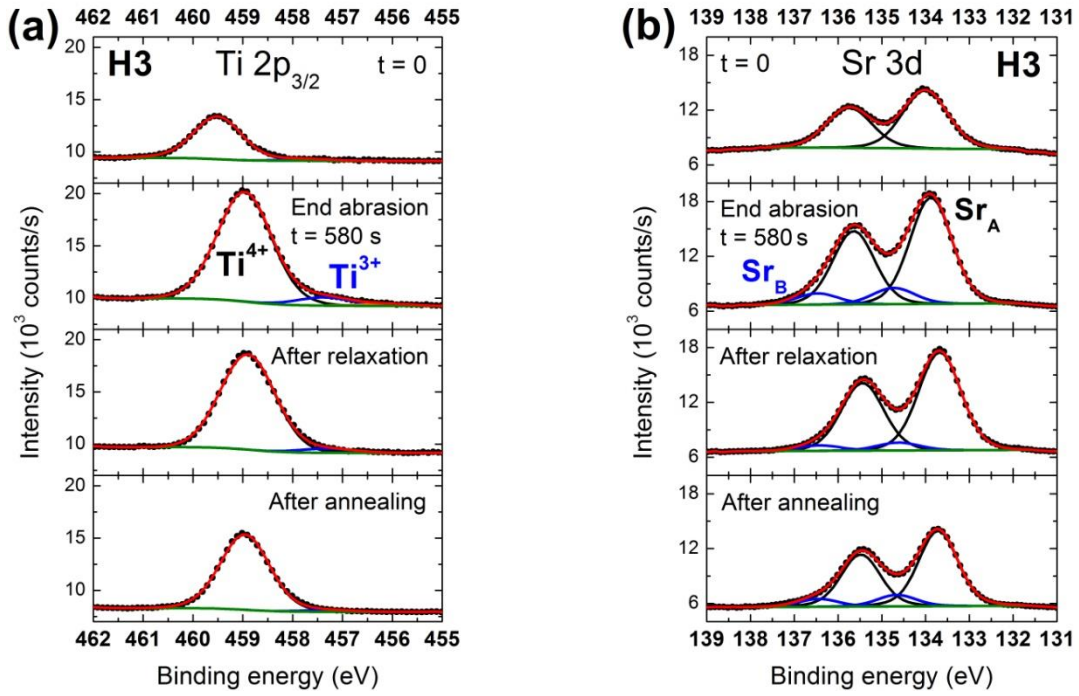 (a)
462 461 460 459 458 457 456 455
H3 Ti 2p3/2 t = 0
20
15
10
End abrasion
t = 580 s
Ti4+
Ti3+
20
15
10
After relaxation
20
15
10
After annealing
20
15
10
462 461 460 459 458 457 456 455
Binding energy (eV)
Intensity (10³ counts/s)
(b)
139 138 137 136 135 134 133 132 131
t = 0 Sr 3d H3
18
12
6
End abrasion
t = 580 s
SrA
SrB
18
12
6
After relaxation
18
12
6
After annealing
18
12
6
139 138 137 136 135 134 133 132 131
Binding energy (eV)
Intensity (10³ counts/s)